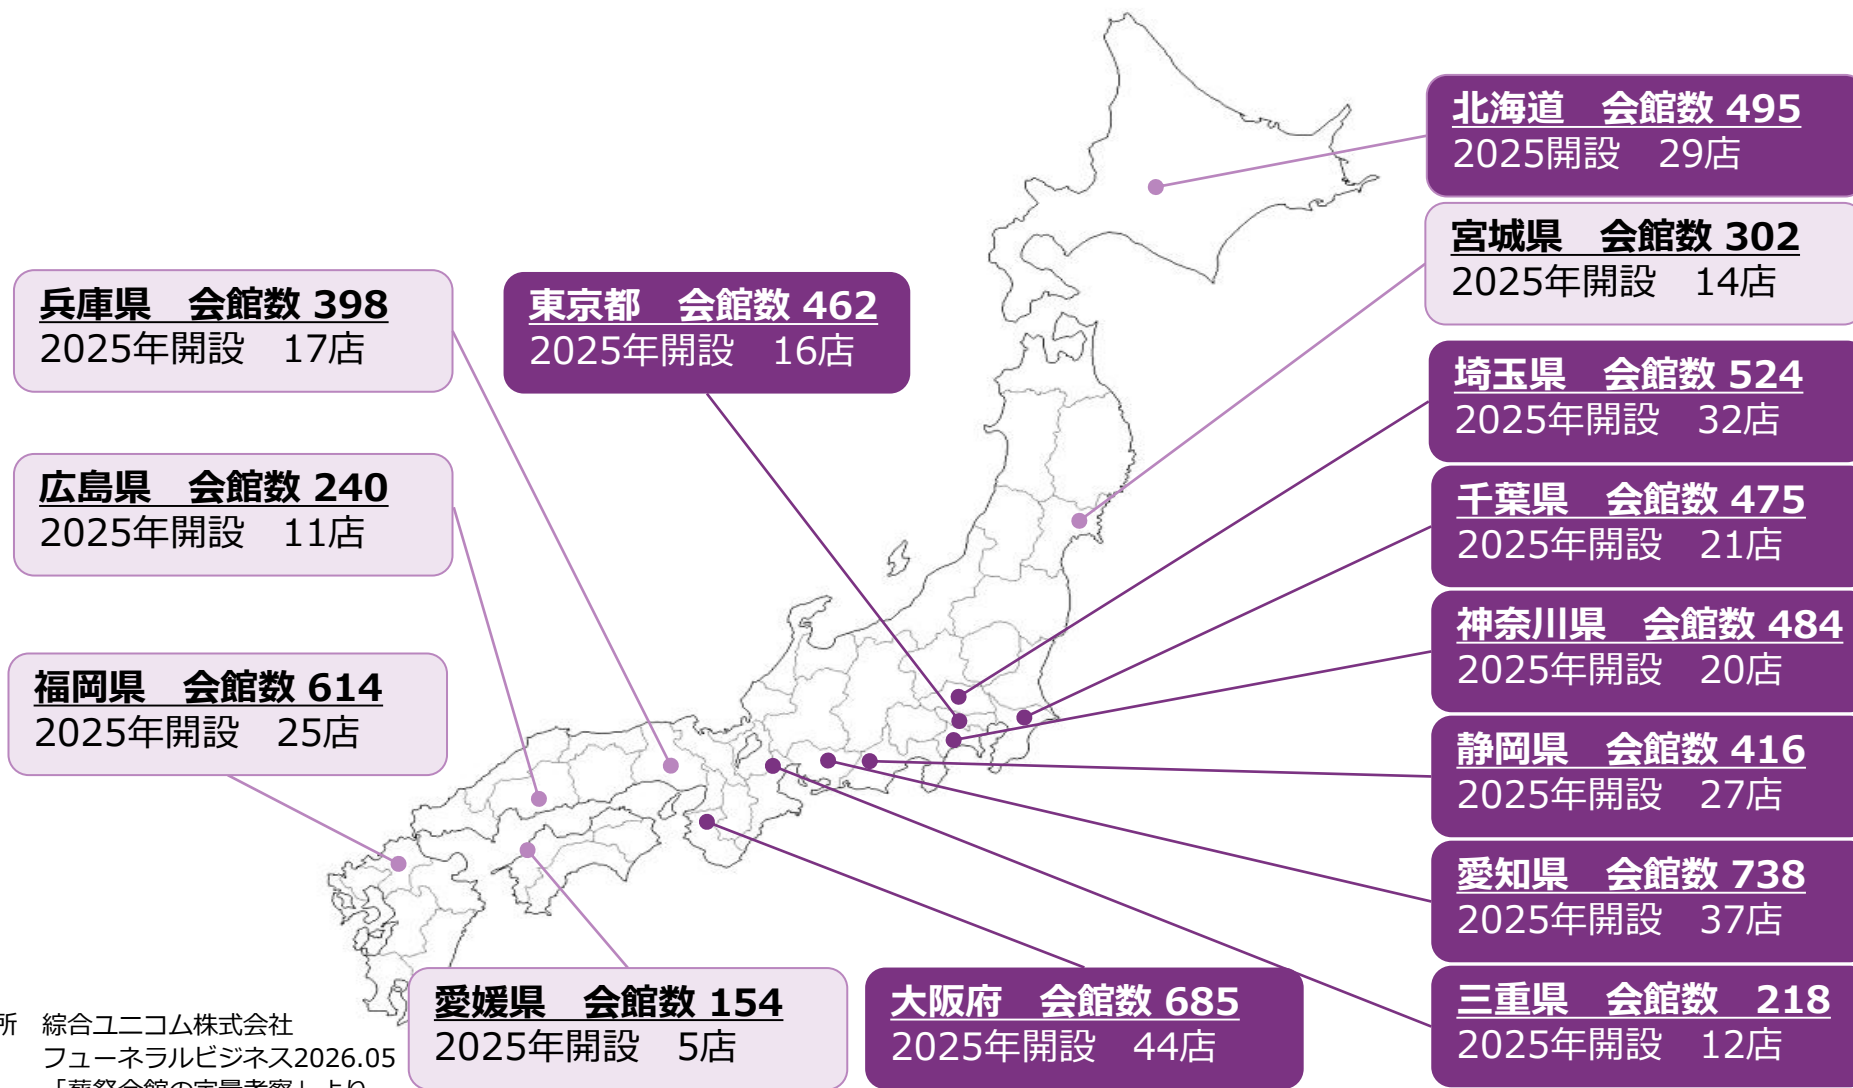 北海道　会館数 495
2025開設　29店
宮城県　会館数 302
2025年開設　14店
兵庫県　会館数 398
2025年開設　17店
東京都　会館数 462
2025年開設　16店
埼玉県　会館数 524
2025年開設　32店
広島県　会館数 240
2025年開設　11店
千葉県　会館数 475
2025年開設　21店
神奈川県　会館数 484
2025年開設　20店
福岡県　会館数 614
2025年開設　25店
静岡県　会館数 416
2025年開設　27店
愛知県　会館数 738
2025年開設　37店
愛媛県　会館数 154
2025年開設　5店
大阪府　会館数 685
2025年開設　44店
三重県　会館数　218
2025年開設　12店
所　綜合ユニコム株式会社
フューネラルビジネス2026.05
「葬祭会館の定量考察」より